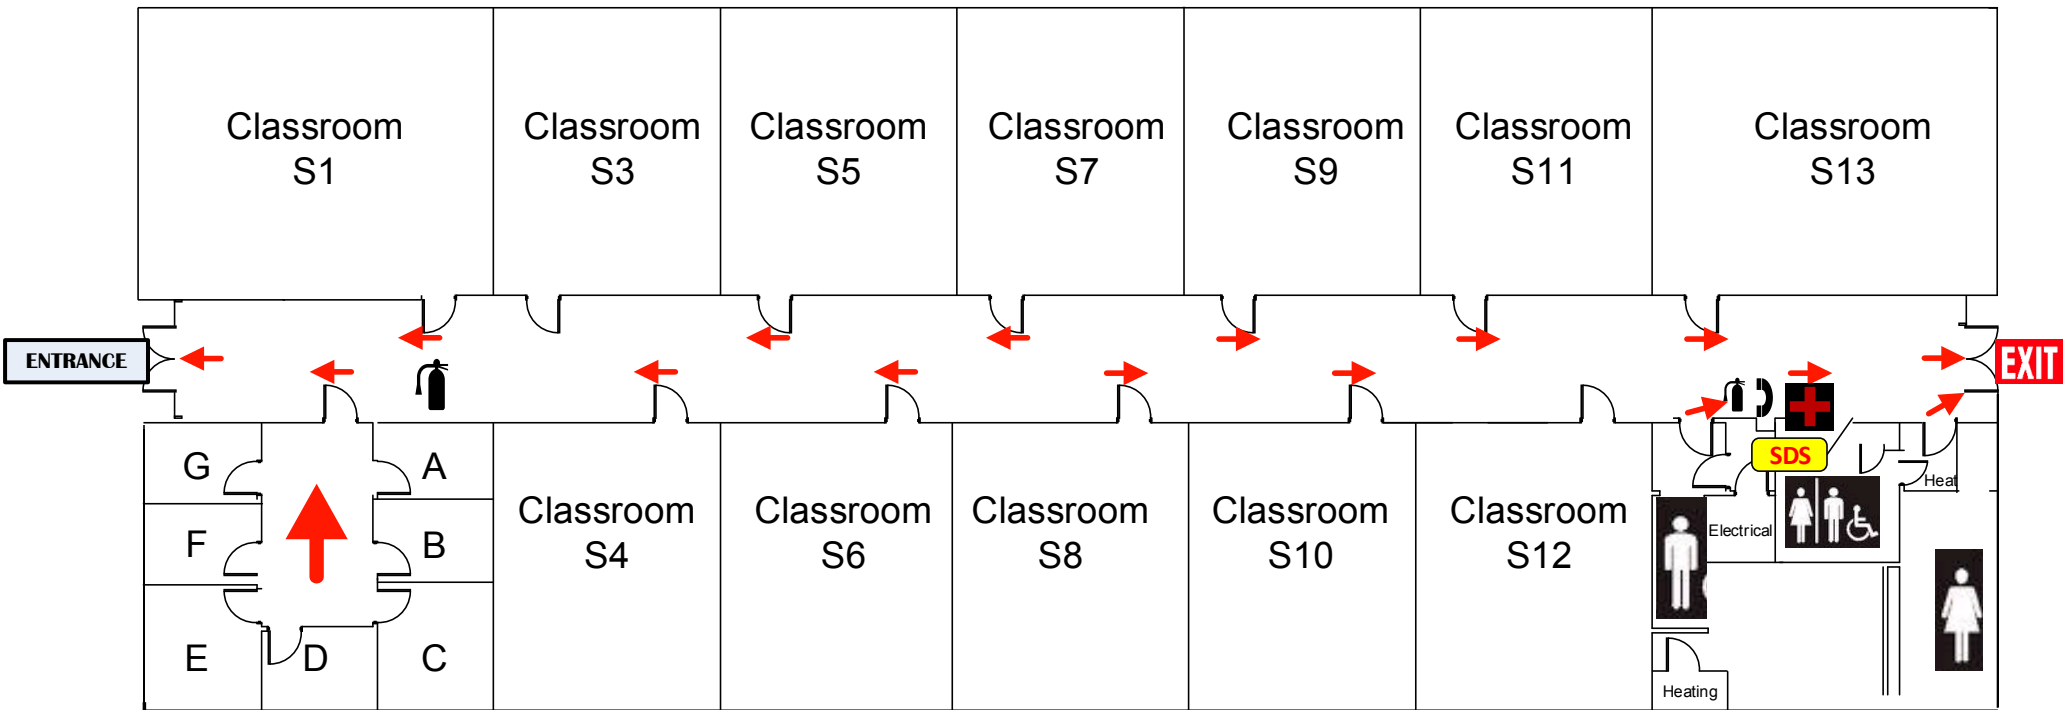 Classroom
S1
Classroom
S3
Classroom
S5
Classroom
S7
Classroom
S9
Classroom
S11
Classroom
S13
ENTRANCE
EXIT
G
A
F
B
E
D
C
Classroom
S4
Classroom
S6
Classroom
S8
Classroom
S10
Classroom
S12
SDS
Heat
Electrical
Heating